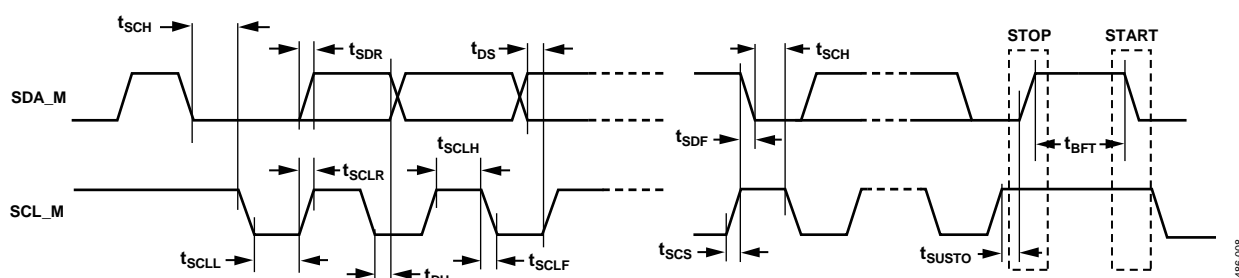 tSCH
tSDR
tDS
tSCH
STOP
START
SDA_M
tSCLH
tSDF
tBFT
tSCLR
SCL_M
tSCLL
tSCLF
tSCS
tSUSTO